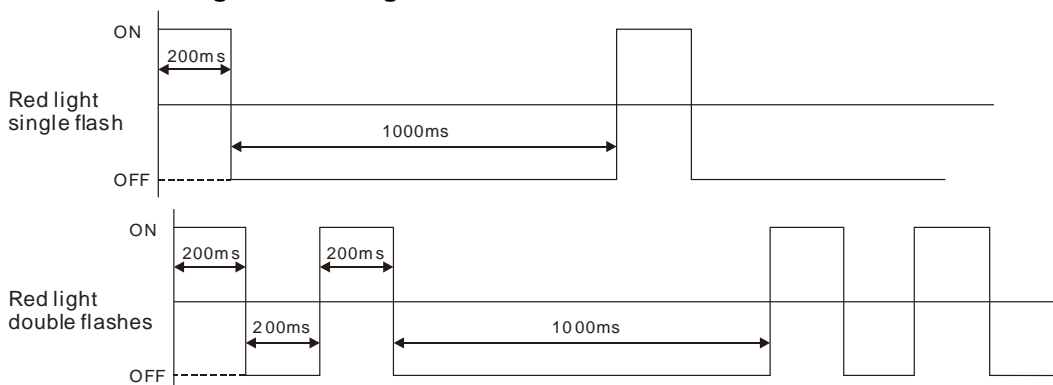 ON
200ms
Red light
single flash
1000ms
OFF
ON
200ms 200ms
Red light
double flashes
200ms 1000ms
OFF